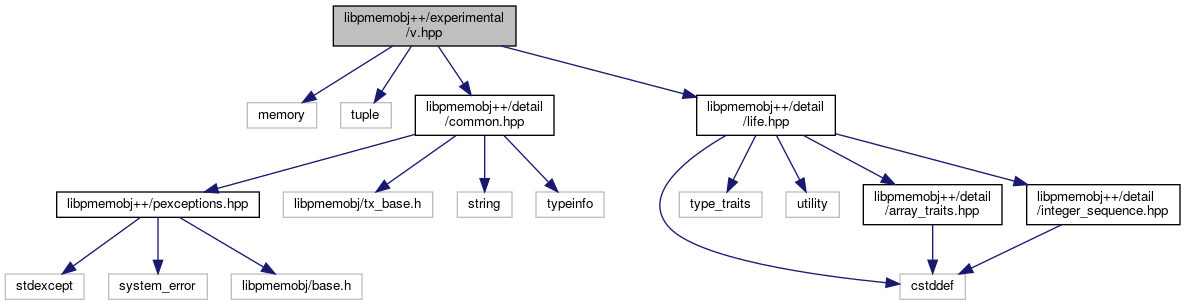 libpmemobj++/experimental
/v.hpp
memory
tuple
libpmemobj++/detail
/common.hpp
libpmemobj++/detail
/life.hpp
libpmemobj++/pexceptions.hpp
libpmemobj/tx_base.h
string
typeinfo
type_traits
utility
libpmemobj++/detail
/array_traits.hpp
libpmemobj++/detail
/integer_sequence.hpp
stdexcept
system_error
libpmemobj/base.h
cstddef